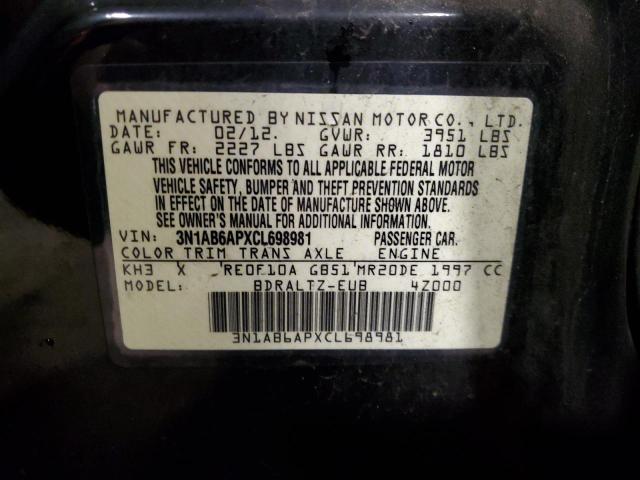 MANUFACTURED BY NISSAN MOTOR CO., LTD.
DATE: 02/12. GVWR: 3951 LBS
GAWR FR: 2227 LBS GAWR RR: 1810 LBS
THIS VEHICLE CONFORMS TO ALL APPLICABLE FEDERAL MOTOR
VEHICLE SAFETY, BUMPER AND THEFT PREVENTION STANDARDS
IN EFFECT ON THE DATE OF MANUFACTURE SHOWN ABOVE.
SEE OWNER'S MANUAL FOR ADDITIONAL INFORMATION.
VIN: 3N1AB6APXCL698981 PASSENGER CAR.
COLOR TRIM TRANS AXLE ENGINE
KH3 X RE0F10A GB51 MR20DE 1997 CC
MODEL: BDRALTZ-EUB 4Z000
3N1AB6APXCL698981